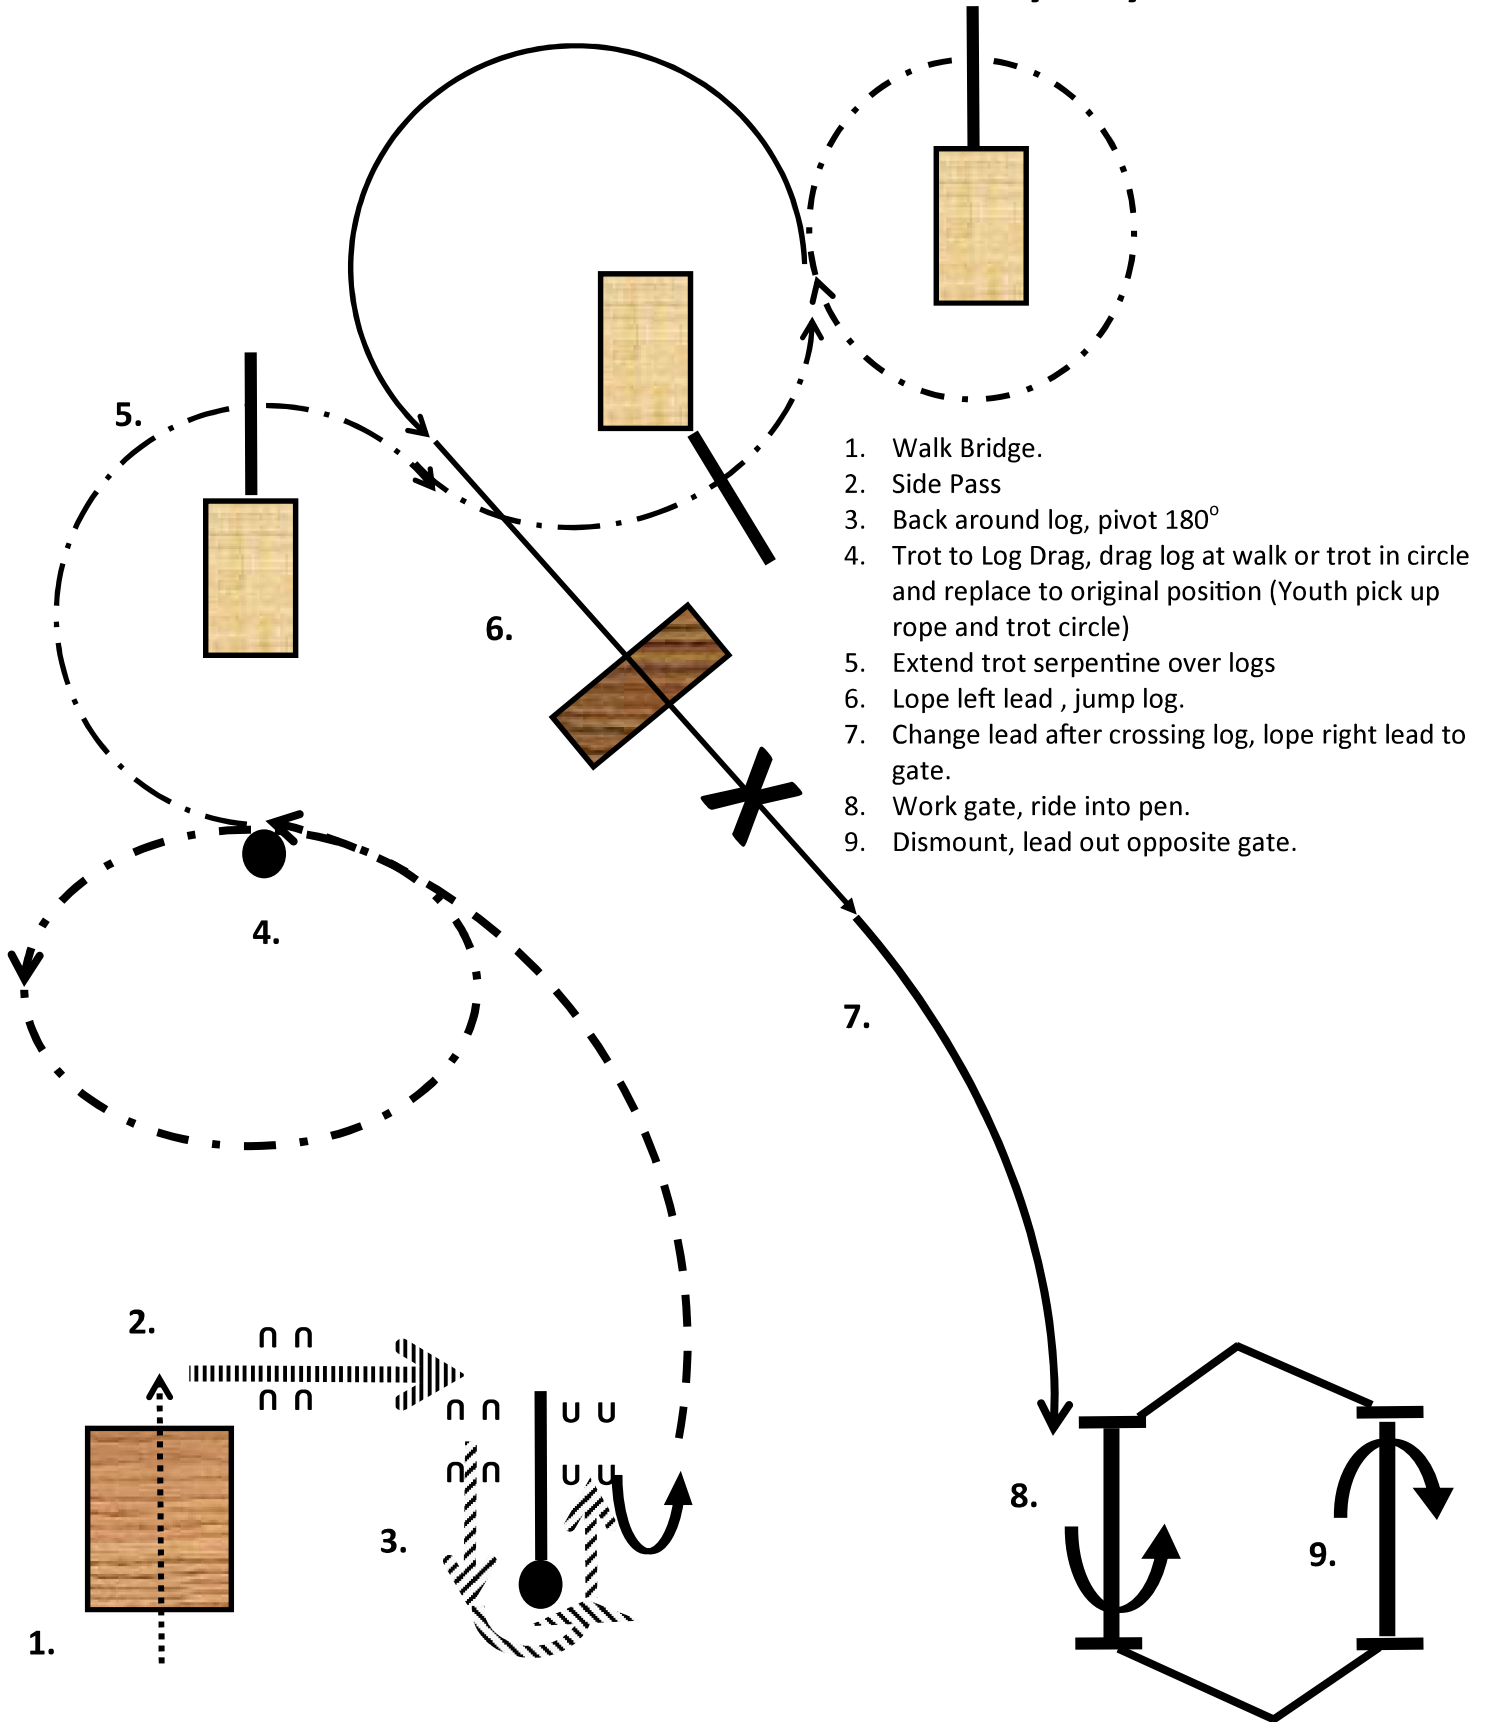 5.
1. Walk Bridge.
2. Side Pass
3. Back around log, pivot 180°
4. Trot to Log Drag, drag log at walk or trot in circle
and replace to original position (Youth pick up
rope and trot circle)
5. Extend trot serpentine over logs
6. Lope left lead , jump log.
7. Change lead after crossing log, lope right lead to
gate.
8. Work gate, ride into pen.
9. Dismount, lead out opposite gate.
6.
4.
7.
2.
3.
8.
9.
1.